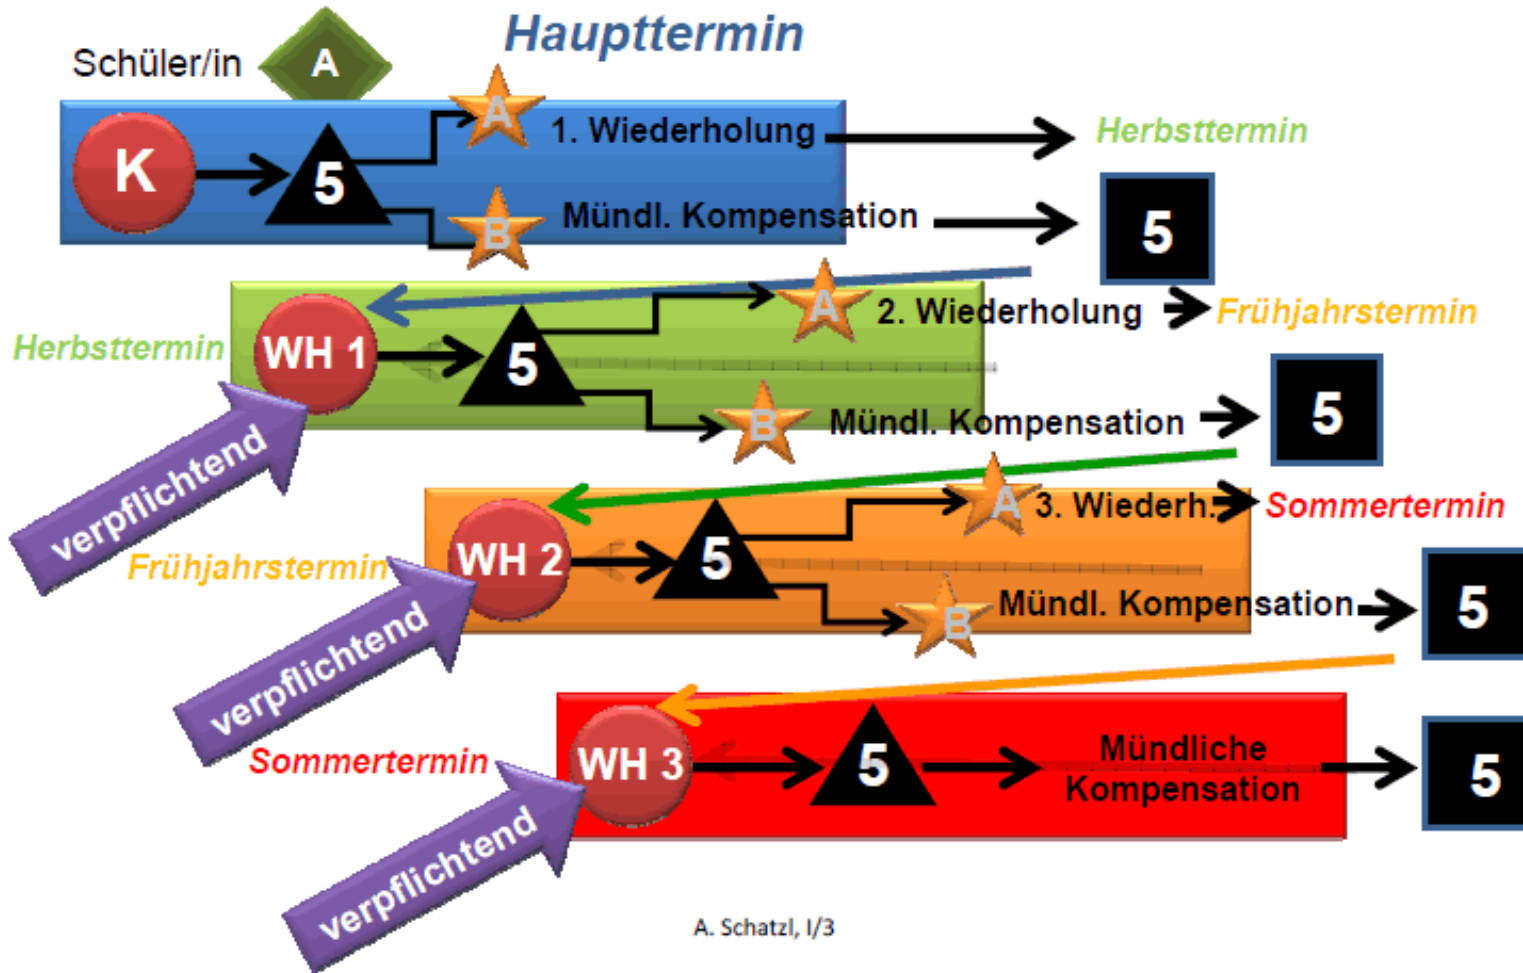 Haupttermin
Schüler/in
A
A
1. Wiederholung
Herbsttermin
K
5
B
Mündl. Kompensation
5
A
2. Wiederholung
Frühjahrstermin
Herbsttermin
WH 1
5
B
Mündl. Kompensation
5
verpflichtend
A
3. Wiederh.
Sommertermin
Frühjahrstermin
WH 2
5
B
Mündl. Kompensation
5
verpflichtend
Sommertermin
WH 3
5
Mündliche
Kompensation
5
verpflichtend
A. Schatzl, I/3